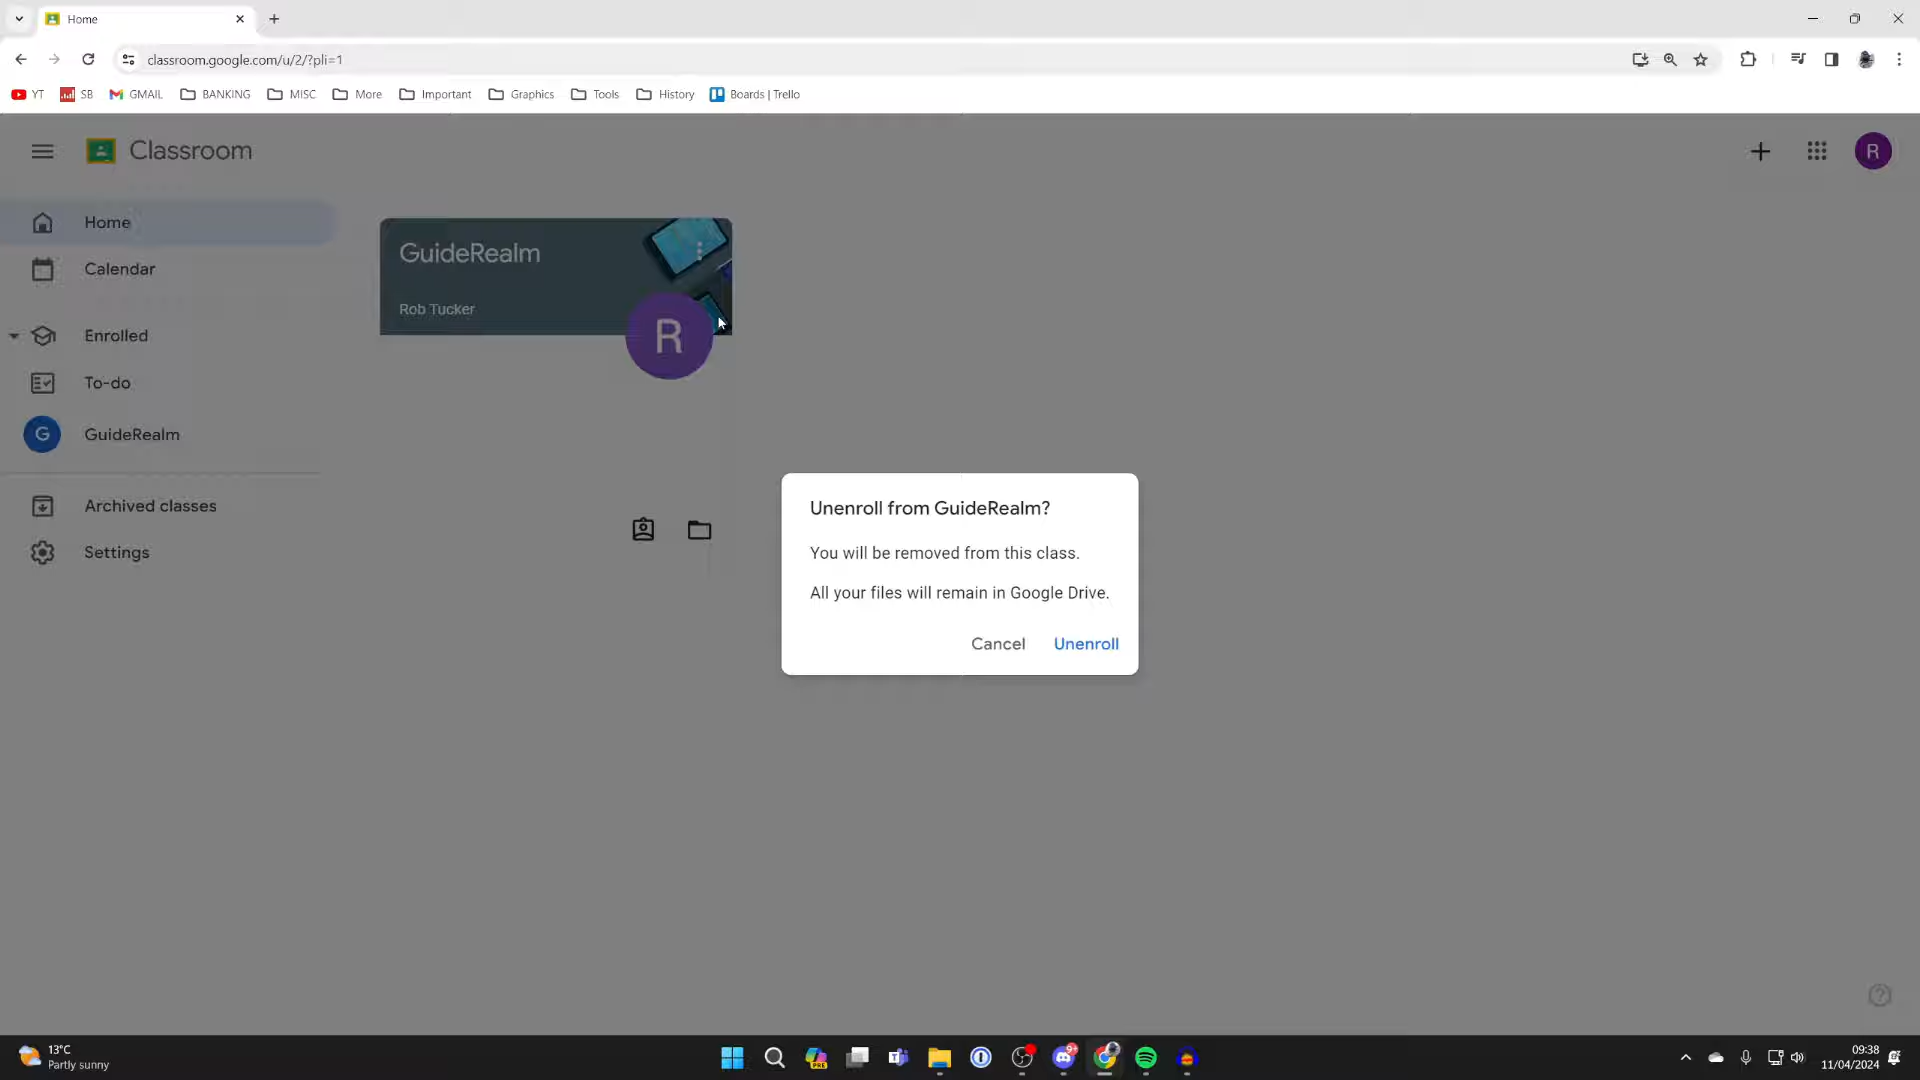 Home
classroom.google.com/u/2/?pli=1
YT SB GMAIL BANKING MISC More Important Graphics Tools History Boards | Trello
Classroom
R
Home
Calendar
Enrolled
To-do
G GuideRealm
Archived classes
Settings
GuideRealm
Rob Tucker
R
Unenroll from GuideRealm?
You will be removed from this class.
All your files will remain in Google Drive.
Cancel Unenroll
13°C
Partly sunny
PRE
9+
09:38
11/04/2024